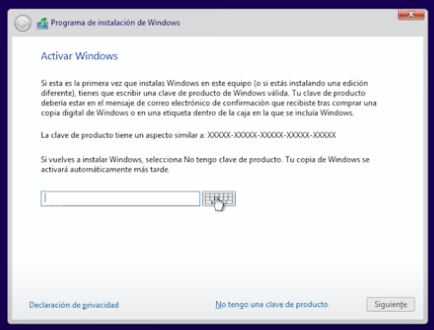 Programa de instalación de Windows
Activar Windows
Si esta es la primera vez que instalas Windows en este equipo (o si estás instalando una edición
diferente), tienes que escribir una clave de producto de Windows válida. Tu clave de producto
debería estar en el mensaje de correo electrónico de confirmación que recibiste tras comprar una
copia digital de Windows o en una etiqueta dentro de la caja en la que se incluía Windows.
La clave de producto tiene un aspecto similar a: XXXXX-XXXXX-XXXXX-XXXXX-XXXXX
Si vuelves a instalar Windows, selecciona No tengo clave de producto. Tu copia de Windows se
activará automáticamente más tarde.
Declaración de privacidad
No tengo una clave de producto
Siguiente